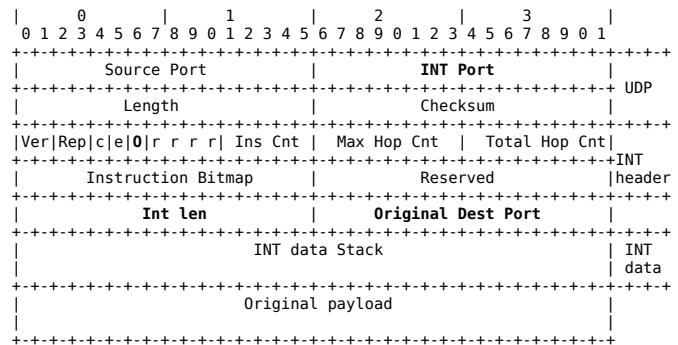 |      0        |      1        |      2        |      3        |
0 1 2 3 4 5 6 7 8 9 0 1 2 3 4 5 6 7 8 9 0 1 2 3 4 5 6 7 8 9 0 1
+-+-+-+-+-+-+-+-+-+-+-+-+-+-+-+-+-+-+-+-+-+-+-+-+-+-+-+-+-+-+-+-+-+-+-+
| Source Port | INT Port |
+-+-+-+-+-+-+-+-+-+-+-+-+-+-+-+-+-+-+-+-+-+-+-+-+-+-+-+-+-+-+-+-+ UDP
| Length | Checksum |
+-+-+-+-+-+-+-+-+-+-+-+-+-+-+-+-+-+-+-+-+-+-+-+-+-+-+-+-+-+-+-+-+-+-+-+
|Ver|Rep|c|e|O|r r r r| Ins Cnt | Max Hop Cnt | Total Hop Cnt|
+-+-+-+-+-+-+-+-+-+-+-+-+-+-+-+-+-+-+-+-+-+-+-+-+-+-+-+-+-+-+-+-+INT
| Instruction Bitmap | Reserved |header
+-+-+-+-+-+-+-+-+-+-+-+-+-+-+-+-+-+-+-+-+-+-+-+-+-+-+-+-+-+-+-+-+-+-+-+
| Int len | Original Dest Port |
+-+-+-+-+-+-+-+-+-+-+-+-+-+-+-+-+-+-+-+-+-+-+-+-+-+-+-+-+-+-+-+-+-+-+-+
| INT data Stack | INT
| | data
+-+-+-+-+-+-+-+-+-+-+-+-+-+-+-+-+-+-+-+-+-+-+-+-+-+-+-+-+-+-+-+-+-+-+-+
| Original payload |
| |
+-+-+-+-+-+-+-+-+-+-+-+-+-+-+-+-+-+-+-+-+-+-+-+-+-+-+-+-+-+-+-+-+